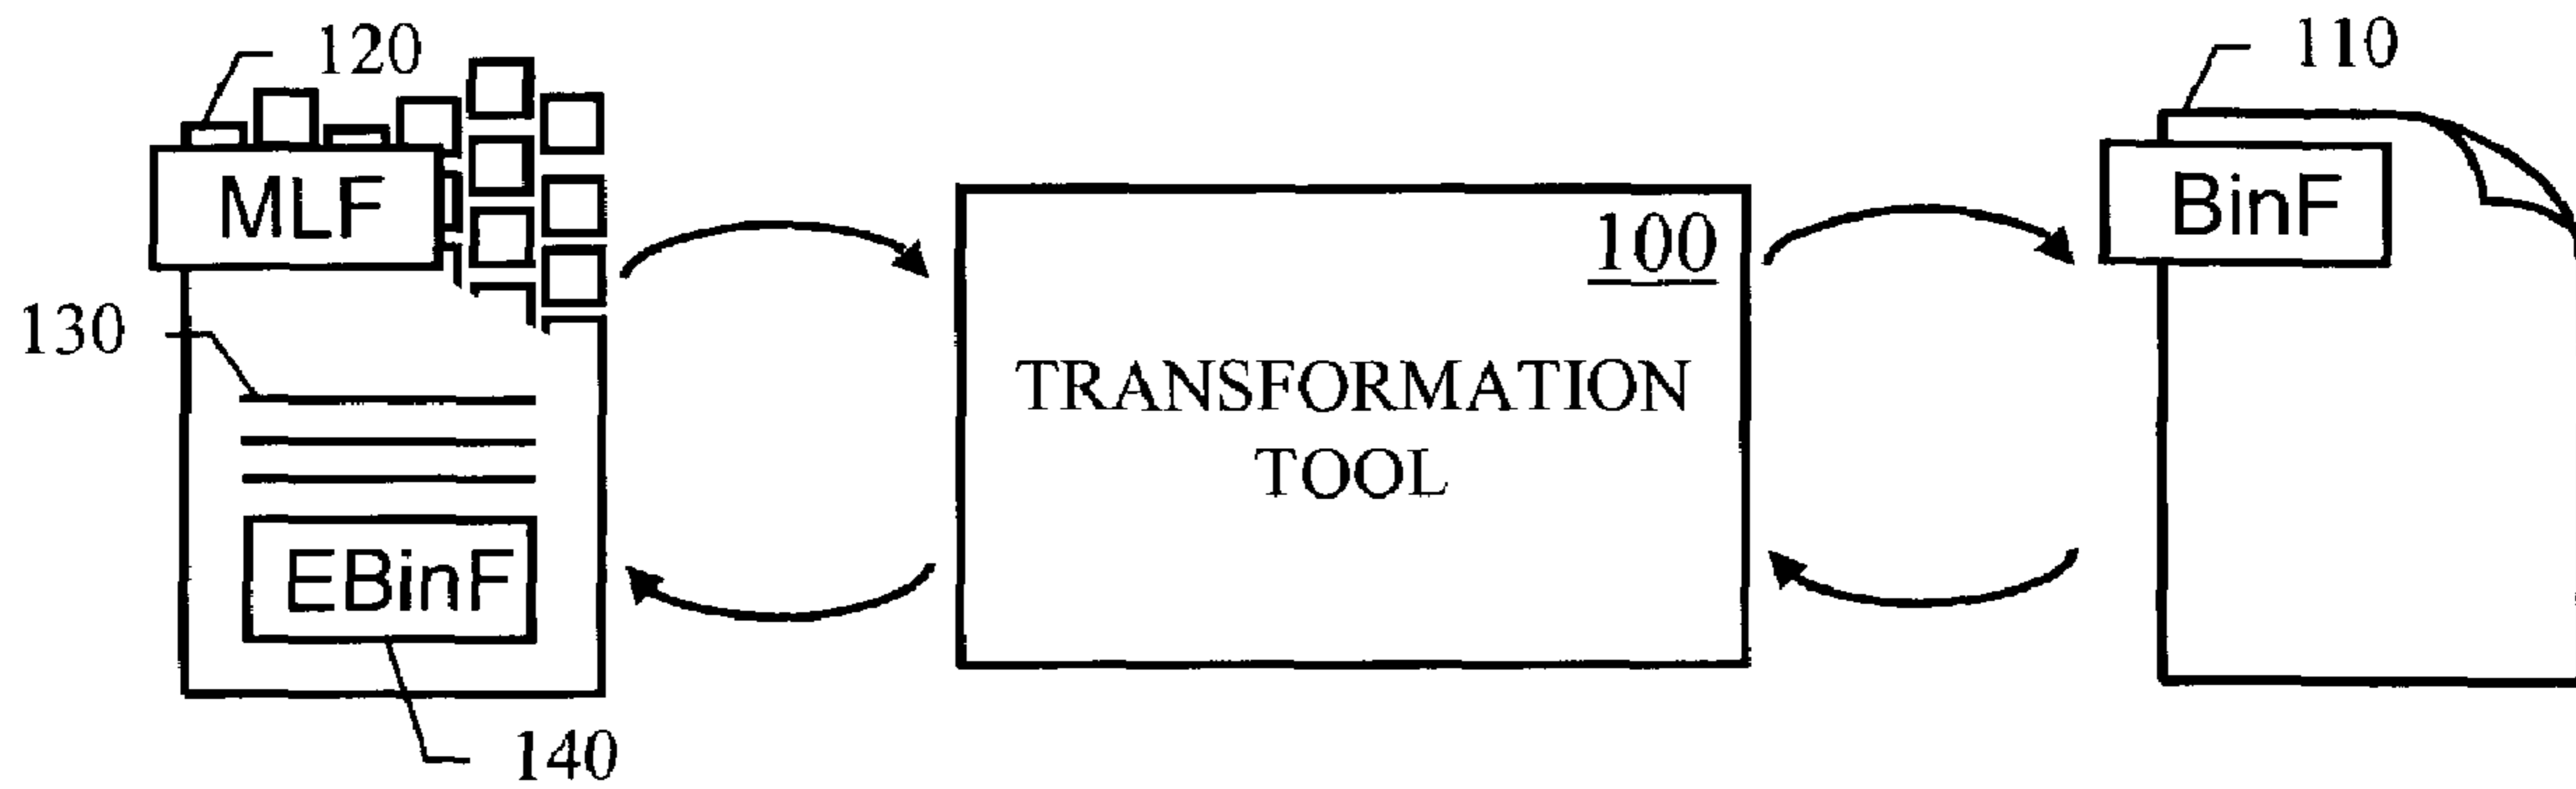 120
110
MLF
BinF
100
130
TRANSFORMATION
TOOL
EBinF
140